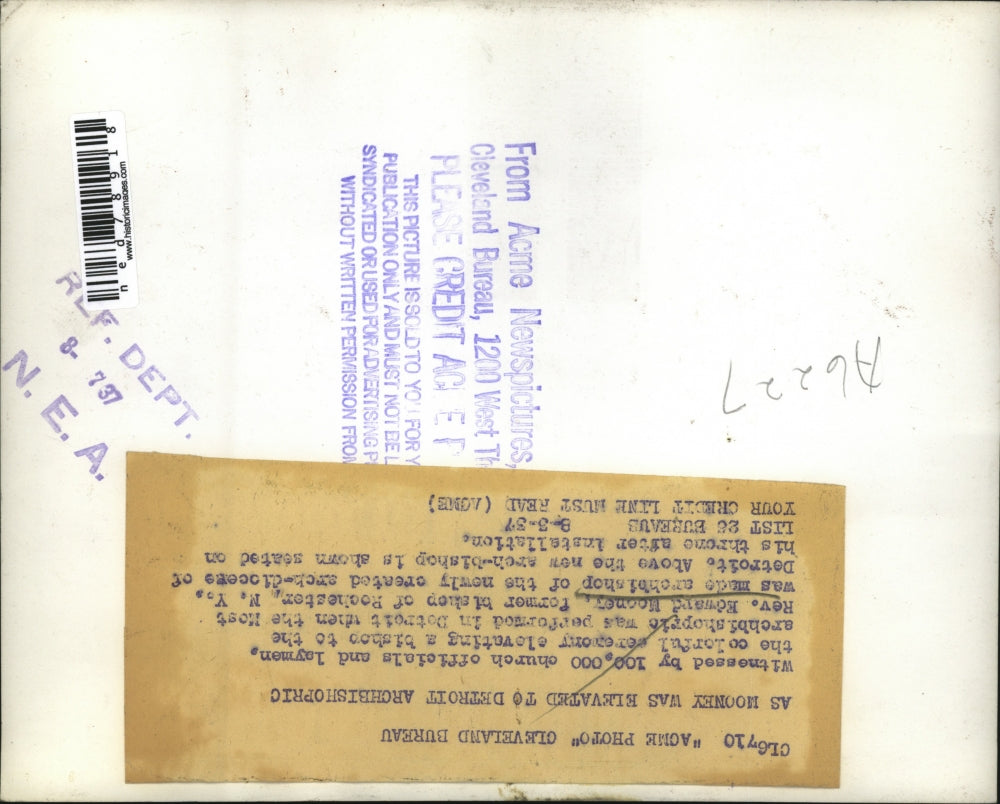 From Acme Newspictures,
Cleveland Bureau, 1200 West Th
PLEASE CREDIT
THIS PICTURE IS SOLD TO YOU FOR Y
PUBLICATION ONLY AND MUST NOT BE L
SYNDICATED OR USED FOR ADVERTISING P
WITHOUT WRITTEN PERMISSION FROM
www.historicimages.com
ned78918
REF. DEPT.
8- 7 37
N. E. A.
A6227
CL6710 "ACME PHOTO" CLEVELAND BUREAU
AS MOONEY WAS ELEVATED TO DETROIT ARCHBISHOPRIC
Witnessed by 100,000 church officials and laymen,
the colorful ceremony elevating a bishop to the
archbishopric was performed in Detroit when the Most
Rev. Edward Mooney, former bishop of Rochester, N. Y.,
was made archbishop of the newly created arch-diocese of
Detroit. Above the new arch-bishop is shown seated on
his throne after installation.
LIST 26 BUREAUS 8-3-37
YOUR CREDIT LINE MUST READ (ACME)